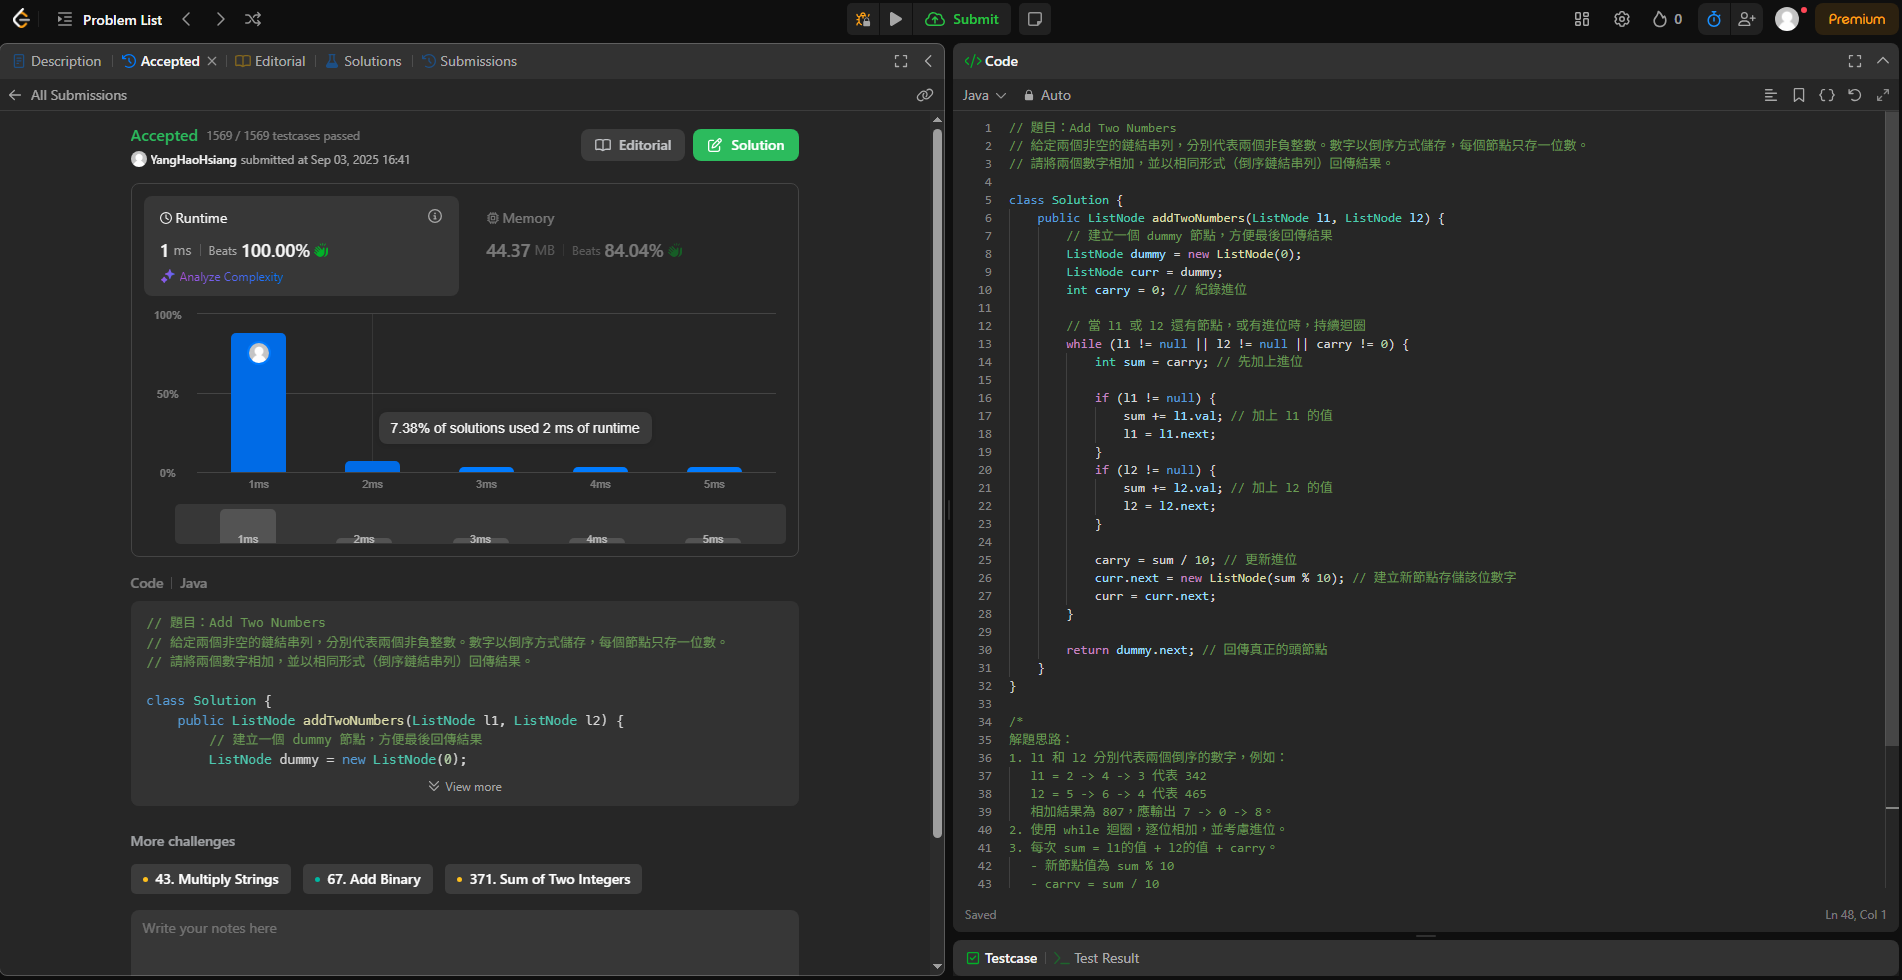 Problem List
Submit
0
Premium
Description
Accepted
Editorial
Solutions
Submissions
All Submissions
Accepted 1569 / 1569 testcases passed
YangHaoHsiang submitted at Sep 03, 2025 16:41
Editorial
Solution
Runtime
1 ms Beats 100.00%
Analyze Complexity
Memory
44.37 MB Beats 84.04%
100%
50%
0%
7.38% of solutions used 2 ms of runtime
1ms 2ms 3ms 4ms 5ms
1ms 2ms 3ms 4ms 5ms
Code Java
// 題目：Add Two Numbers
// 給定兩個非空的鏈結串列，分別代表兩個非負整數。數字以倒序方式儲存，每個節點只存一位數。
// 請將兩個數字相加，並以相同形式（倒序鏈結串列）回傳結果。
class Solution {
public ListNode addTwoNumbers(ListNode l1, ListNode l2) {
// 建立一個 dummy 節點，方便最後回傳結果
ListNode dummy = new ListNode(0);
View more
More challenges
43. Multiply Strings
67. Add Binary
371. Sum of Two Integers
Write your notes here
</> Code
Java
Auto
1 // 題目：Add Two Numbers
2 // 給定兩個非空的鏈結串列，分別代表兩個非負整數。數字以倒序方式儲存，每個節點只存一位數。
3 // 請將兩個數字相加，並以相同形式（倒序鏈結串列）回傳結果。
4
5 class Solution {
6 public ListNode addTwoNumbers(ListNode l1, ListNode l2) {
7 // 建立一個 dummy 節點，方便最後回傳結果
8 ListNode dummy = new ListNode(0);
9 ListNode curr = dummy;
10 int carry = 0; // 紀錄進位
11
12 // 當 l1 或 l2 還有節點，或有進位時，持續迴圈
13 while (l1 != null || l2 != null || carry != 0) {
14 int sum = carry; // 先加上進位
15
16 if (l1 != null) {
17 sum += l1.val; // 加上 l1 的值
18 l1 = l1.next;
19 }
20 if (l2 != null) {
21 sum += l2.val; // 加上 l2 的值
22 l2 = l2.next;
23 }
24
25 carry = sum / 10; // 更新進位
26 curr.next = new ListNode(sum % 10); // 建立新節點存儲該位數字
27 curr = curr.next;
28 }
29
30 return dummy.next; // 回傳真正的頭節點
31 }
32 }
33
34 /*
35 解題思路：
36 1. l1 和 l2 分別代表兩個倒序的數字，例如：
37 l1 = 2 -> 4 -> 3 代表 342
38 l2 = 5 -> 6 -> 4 代表 465
39 相加結果為 807，應輸出 7 -> 0 -> 8。
40 2. 使用 while 迴圈，逐位相加，並考慮進位。
41 3. 每次 sum = l1的值 + l2的值 + carry。
42 - 新節點值為 sum % 10
43 - carry = sum / 10
Saved
Ln 48, Col 1
Testcase
Test Result